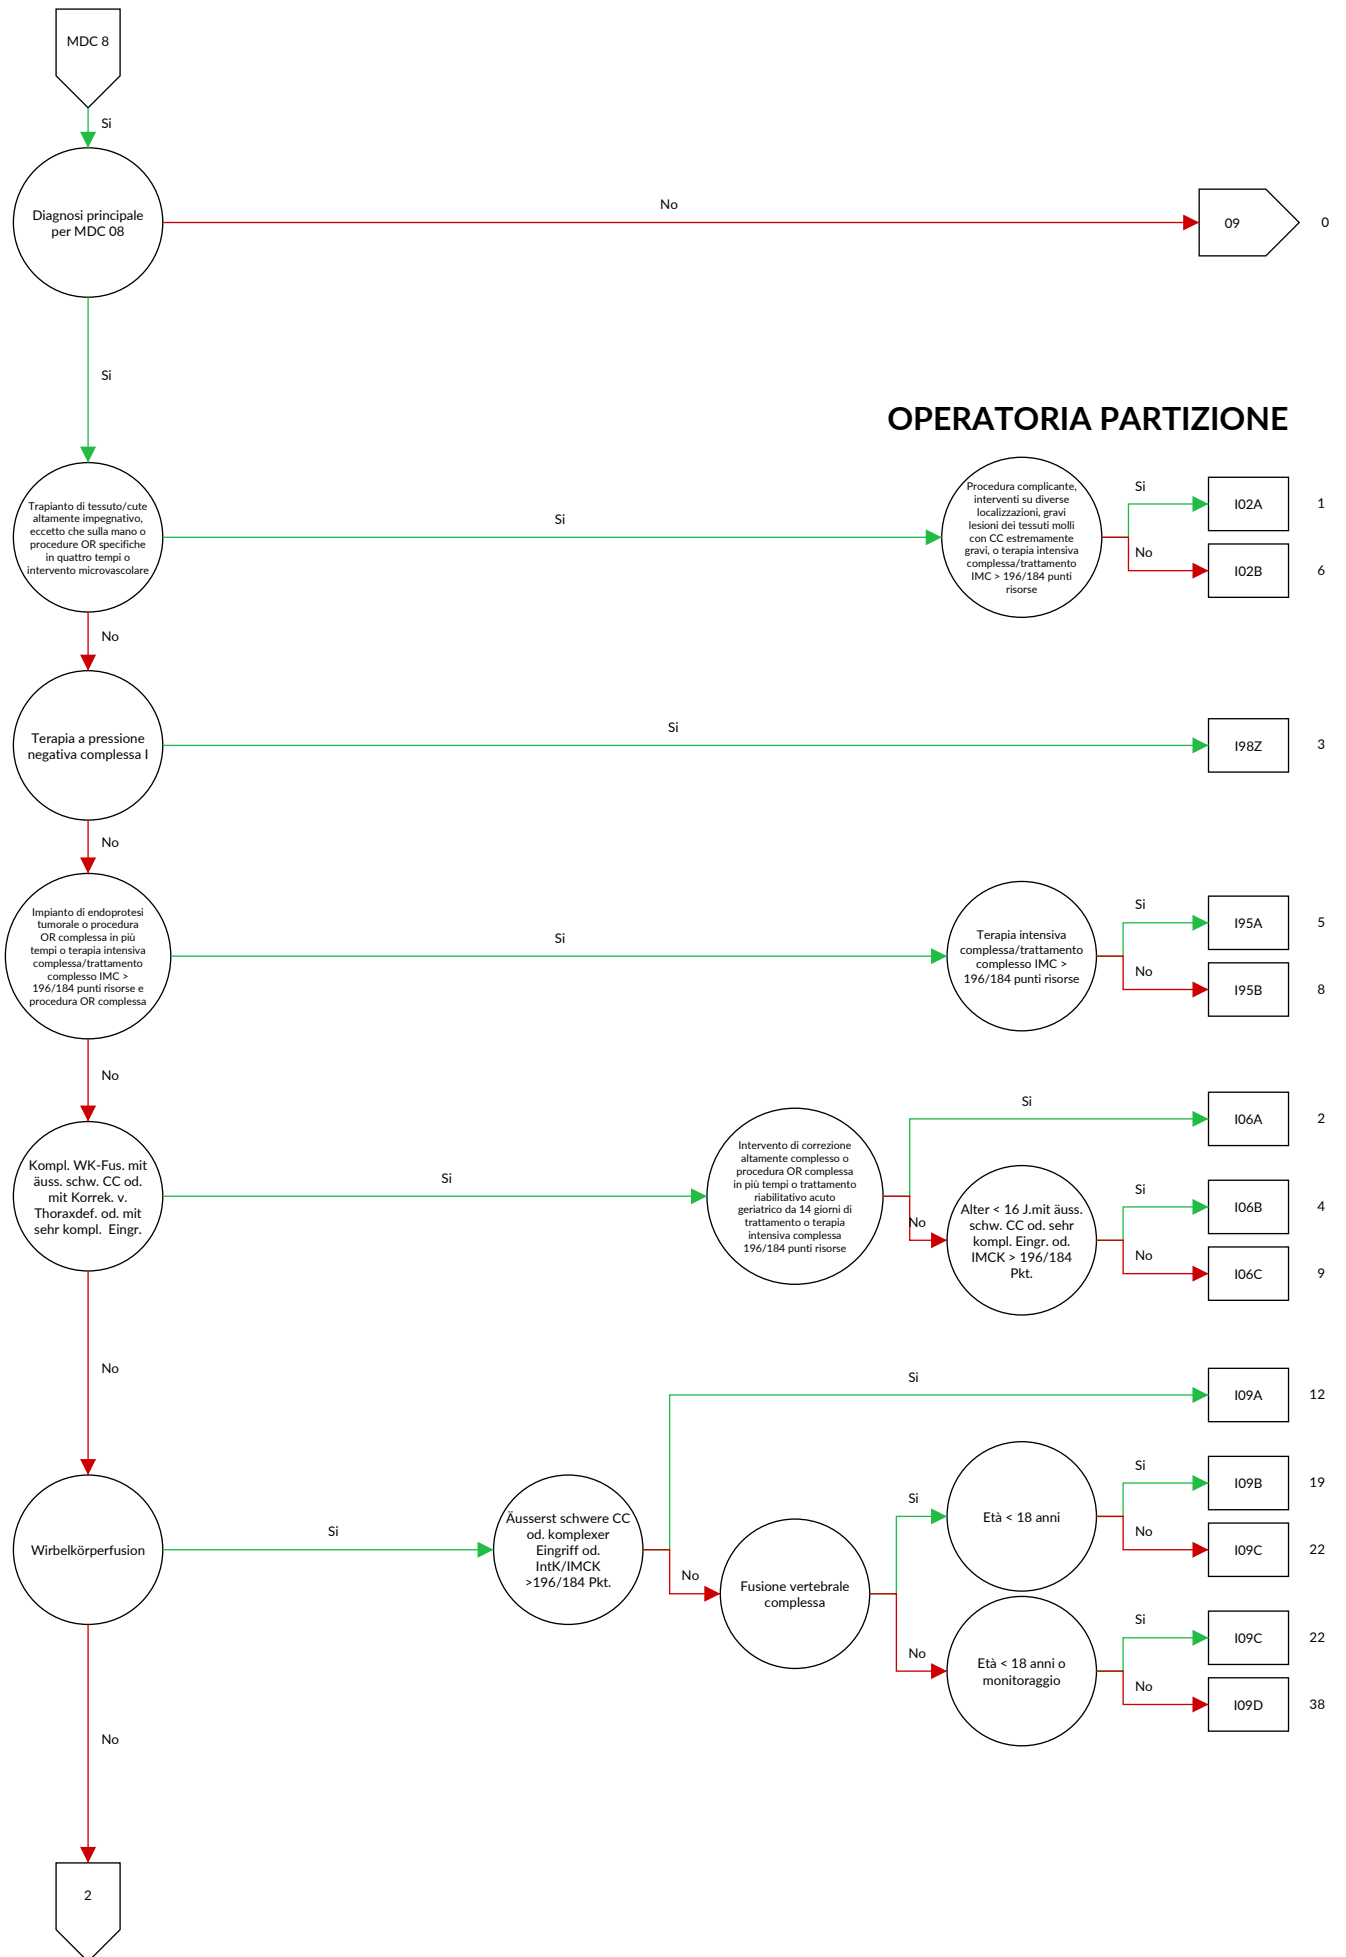 MDC 8
Si
Diagnosi principale
per MDC 08
No
09
0
Si
OPERATORIA PARTIZIONE
Trapianto di tessuto/cute
altamente impegnativo,
eccetto che sulla mano o
procedure OR specifiche
in quattro tempi o
intervento microvascolare
Si
Procedura complicante,
interventi su diverse
localizzazioni, gravi
lesioni dei tessuti molli
con CC estremamente
gravi, o terapia intensiva
complessa/trattamento
IMC > 196/184 punti
risorse
Si
I02A
1
No
I02B
6
No
Terapia a pressione
negativa complessa I
Si
I98Z
3
No
Impianto di endoprotesi
tumorale o procedura
OR complessa in più
tempi o terapia intensiva
complessa/trattamento
complesso IMC >
196/184 punti risorse e
procedura OR complessa
Si
Terapia intensiva
complessa/trattamento
complesso IMC >
196/184 punti risorse
Si
I95A
5
No
I95B
8
No
Kompl. WK-Fus. mit
äuss. schw. CC od.
mit Korrek. v.
Thoraxdef. od. mit
sehr kompl. Eingr.
Si
Intervento di correzione
altamente complesso o
procedura OR complessa
in più tempi o trattamento
riabilitativo acuto
geriatrico da 14 giorni di
trattamento o terapia
intensiva complessa
196/184 punti risorse
Si
I06A
2
No
Alter < 16 J.mit äuss.
schw. CC od. sehr
kompl. Eingr. od.
IMCK > 196/184
Pkt.
Si
I06B
4
No
I06C
9
No
Wirbelkörperfusion
Si
Äusserst schwere CC
od. komplexer
Eingriff od.
IntK/IMCK
>196/184 Pkt.
Si
I09A
12
No
Fusione vertebrale
complessa
Si
Età < 18 anni
Si
I09B
19
No
I09C
22
No
Età < 18 anni o
monitoraggio
Si
I09C
22
No
I09D
38
No
2